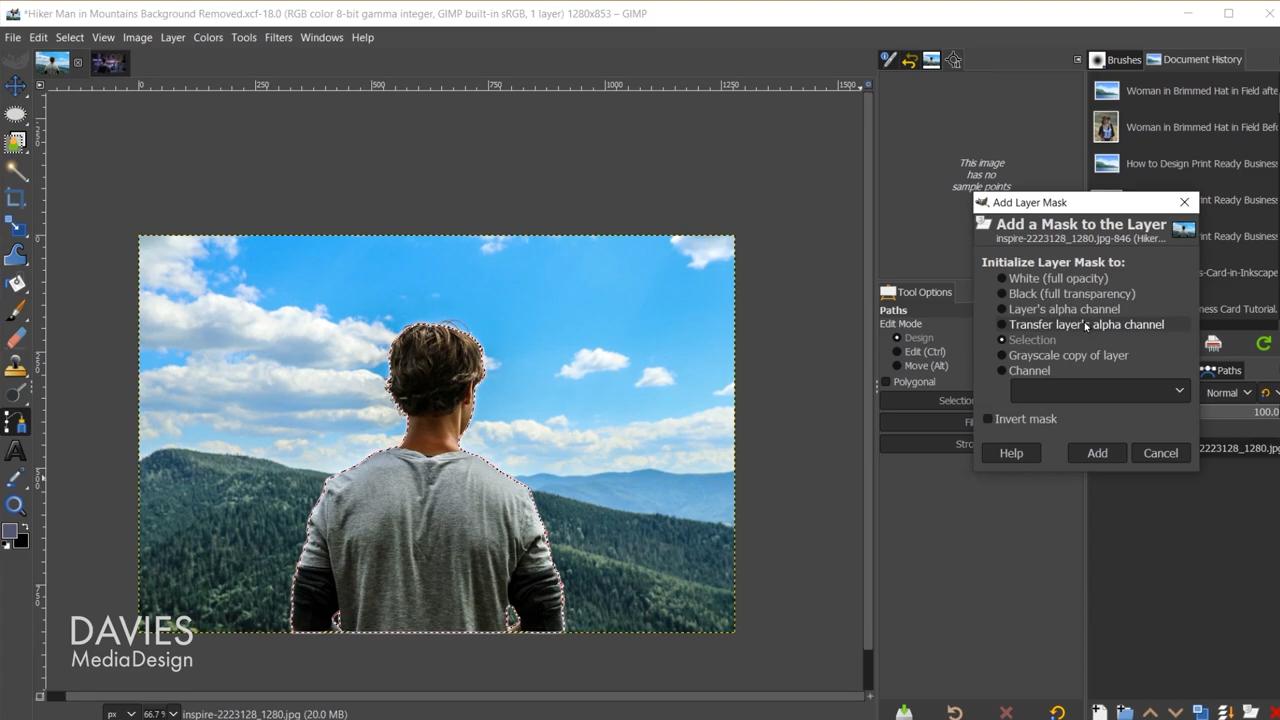 *Hiker Man in Mountains Background Removed.xcf-18.0 (RGB color 8-bit gamma integer, GIMP built-in sRGB, 1 layer) 1280x853 – GIMP
File Edit Select View Image Layer Colors Tools Filters Windows Help
Brushes Document History
0 250 500 750 1000 1250 1500
Woman in Brimmed Hat in Field afte
Woman in Brimmed Hat in Field Bef
This image
has no
sample points
How to Design Print Ready Business
Add Layer Mask
nt Ready Business
Add a Mask to the Layer
inspire-2223128_1280.jpg-846 (Hiker...
nt Ready Business
Initialize Layer Mask to:
White (full opacity)
s-Card-in-Inkscape
Black (full transparency)
Tool Options
Layer's alpha channel
ness Card Tutorial.
Paths
Edit Mode
Transfer layer's alpha channel
Design
Selection
Edit (Ctrl)
Grayscale copy of layer
Move (Alt)
Channel
Paths
Polygonal
Normal
Selectio
100.0
Fil
Invert mask
Stro
Help Add Cancel
2223128_1280.jpg
DAVIES
MediaDesign
px 66.7 % inspire-2223128_1280.jpg (20.0 MB)